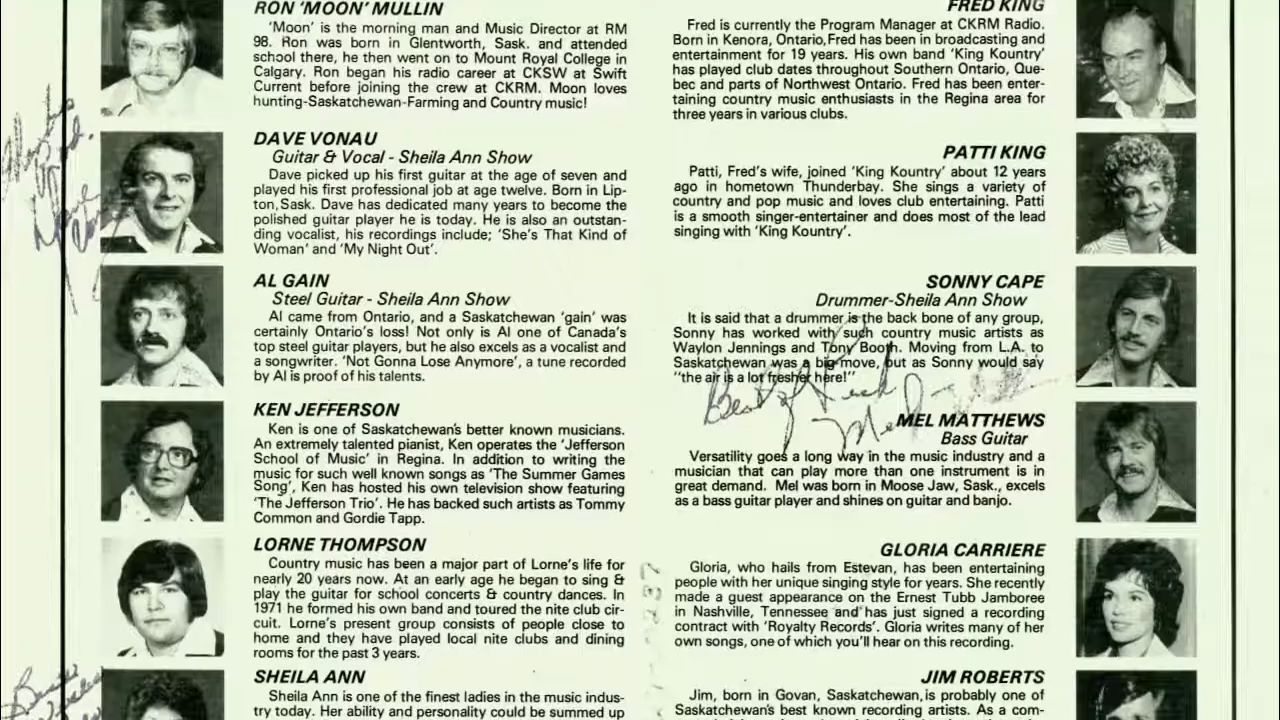 RON 'MOON' MULLIN
'Moon' is the morning man and Music Director at RM
98. Ron was born in Glentworth, Sask. and attended
school there, he then went on to Mount Royal College in
Calgary. Ron began his radio career at CKSW at Swift
Current before joining the crew at CKRM. Moon loves
hunting-Saskatchewan-Farming and Country music!
DAVE VONAU
Guitar & Vocal - Sheila Ann Show
Dave picked up his first guitar at the age of seven and
played his first professional job at age twelve. Born in Lip-
ton, Sask. Dave has dedicated many years to become the
polished guitar player he is today. He is also an outstan-
ding vocalist, his recordings include; 'She's That Kind of
Woman' and 'My Night Out'.
AL GAIN
Steel Guitar - Sheila Ann Show
Al came from Ontario, and a Saskatchewan 'gain' was
certainly Ontario's loss! Not only is Al one of Canada's
top steel guitar players, but he also excels as a vocalist and
a songwriter. 'Not Gonna Lose Anymore', a tune recorded
by Al is proof of his talents.
KEN JEFFERSON
Ken is one of Saskatchewan's better known musicians.
An extremely talented pianist, Ken operates the 'Jefferson
School of Music' in Regina. In addition to writing the
music for such well known songs as 'The Summer Games
Song', Ken has hosted his own television show featuring
'The Jefferson Trio'. He has backed such artists as Tommy
Common and Gordie Tapp.
LORNE THOMPSON
Country music has been a major part of Lorne's life for
nearly 20 years now. At an early age he began to sing &
play the guitar for school concerts & country dances. In
1971 he formed his own band and toured the nite club cir-
cuit. Lorne's present group consists of people close to
home and they have played local nite clubs and dining
rooms for the past 3 years.
SHEILA ANN
Sheila Ann is one of the finest ladies in the music indus-
try today. Her ability and personality could be summed up
FRED KING
Fred is currently the Program Manager at CKRM Radio.
Born in Kenora, Ontario, Fred has been in broadcasting and
entertainment for 19 years. His own band 'King Kountry'
has played club dates throughout Southern Ontario, Que-
bec and parts of Northwest Ontario. Fred has been enter-
taining country music enthusiasts in the Regina area for
three years in various clubs.
PATTI KING
Patti, Fred's wife, joined 'King Kountry' about 12 years
ago in hometown Thunderbay. She sings a variety of
country and pop music and loves club entertaining. Patti
is a smooth singer-entertainer and does most of the lead
singing with 'King Kountry'.
SONNY CAPE
Drummer-Sheila Ann Show
It is said that a drummer is the back bone of any group,
Sonny has worked with such country music artists as
Waylon Jennings and Tony Booth. Moving from L.A. to
Saskatchewan was a big move, but as Sonny would say
"the air is a lot fresher here!"
Best of Luck
Mel
MEL MATTHEWS
Bass Guitar
Versatility goes a long way in the music industry and a
musician that can play more than one instrument is in
great demand. Mel was born in Moose Jaw, Sask., excels
as a bass guitar player and shines on guitar and banjo.
GLORIA CARRIERE
Gloria, who hails from Estevan, has been entertaining
people with her unique singing style for years. She recently
made a guest appearance on the Ernest Tubb Jamboree
in Nashville, Tennessee and has just signed a recording
contract with 'Royalty Records'. Gloria writes many of her
own songs, one of which you'll hear on this recording.
JIM ROBERTS
Jim, born in Govan, Saskatchewan, is probably one of
Saskatchewan's best known recording artists. As a com-